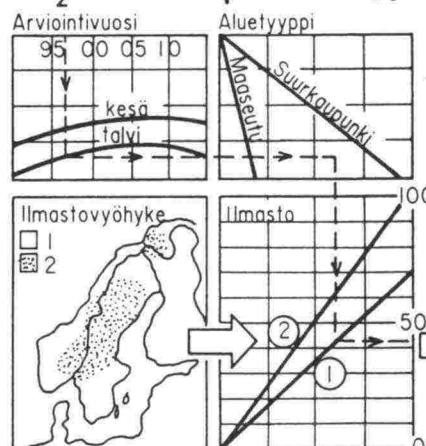 Arviointivuosi
95 00 05 10
kesä
talvi
Aluetyyppi
Maaseutu
Suurkaupunki
Ilmastovyöhyke
1
2
Ilmasto
100
50
0
2
1